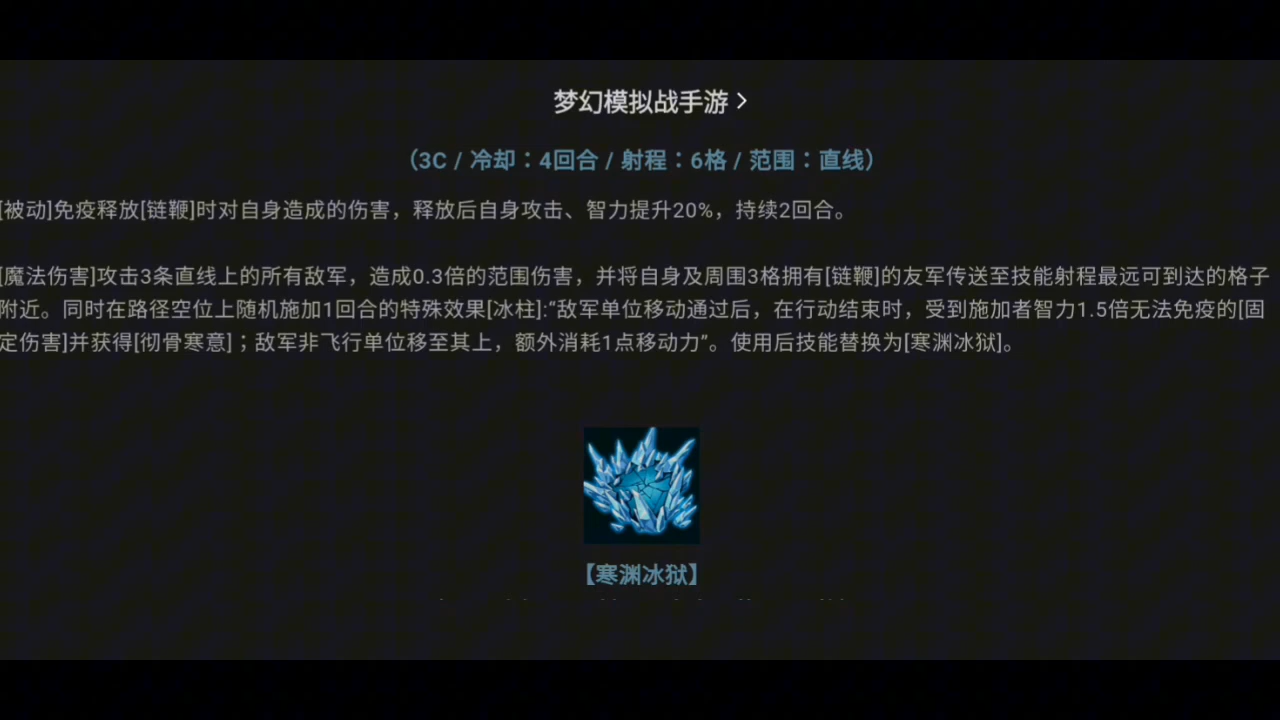 梦幻模拟战手游 >
（3C / 冷却：4回合 / 射程：6格 / 范围：直线）
[被动]免疫释放[链鞭]时对自身造成的伤害，释放后自身攻击、智力提升20%，持续2回合。
[魔法伤害]攻击3条直线上的所有敌军，造成0.3倍的范围伤害，并将自身及周围3格拥有[链鞭]的友军传送至技能射程最远可到达的格子
附近。同时在路径空位上随机施加1回合的特殊效果[冰柱]:“敌军单位移动通过后，在行动结束时，受到施加者智力1.5倍无法免疫的[固
定伤害]并获得[彻骨寒意]；敌军非飞行单位移至其上，额外消耗1点移动力”。使用后技能替换为[寒渊冰狱]。
【寒渊冰狱】